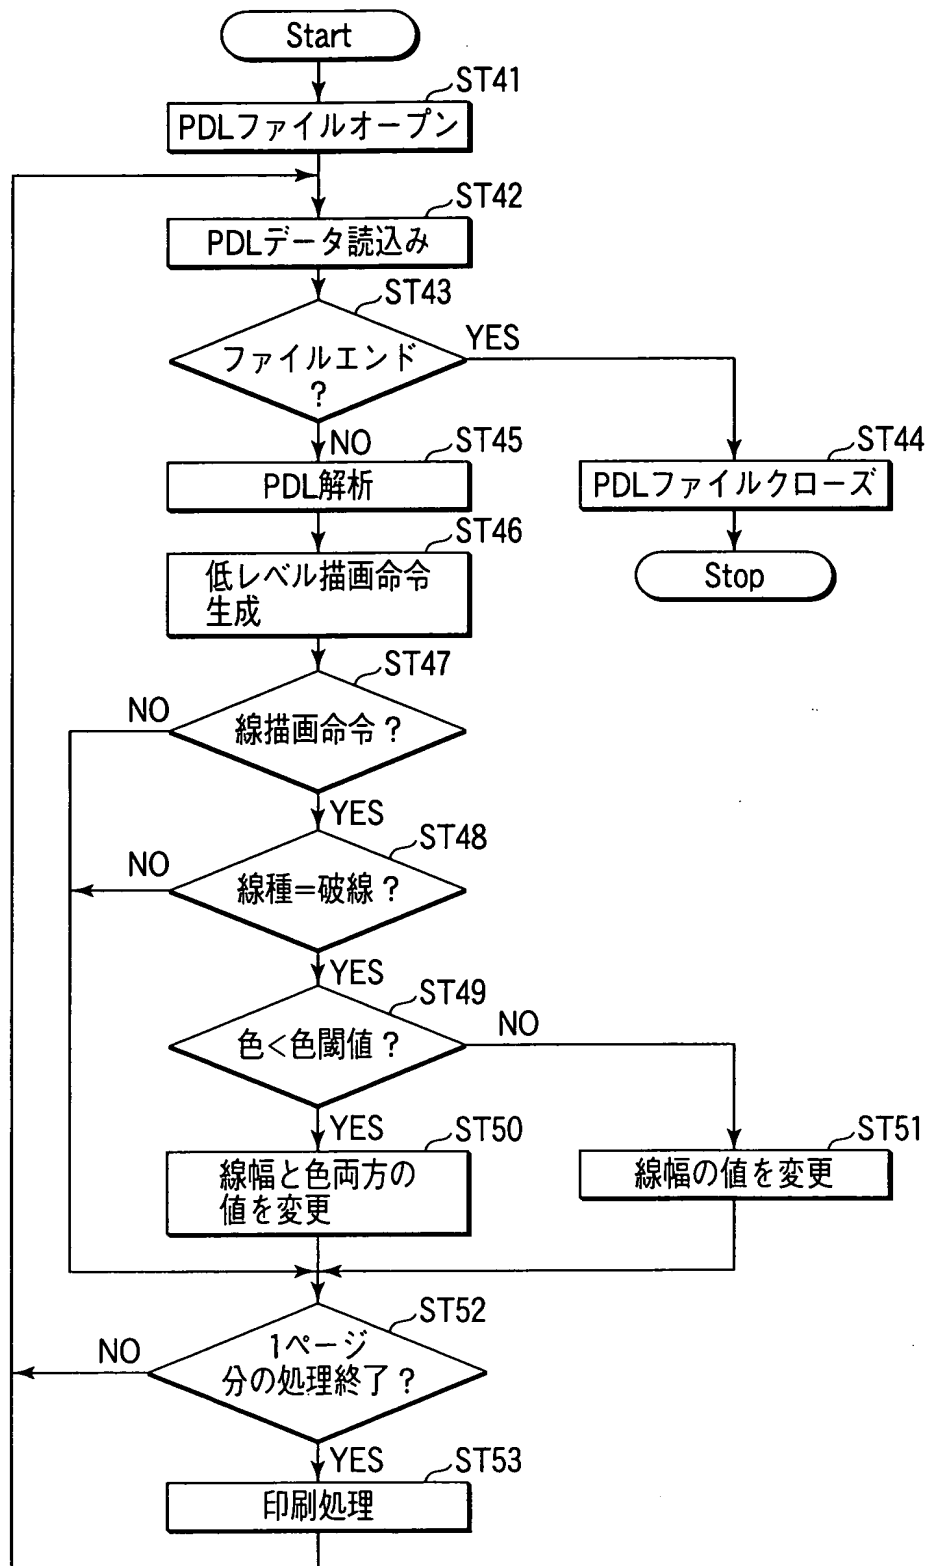 Start
ST41
PDLファイルオープン
ST42
PDLデータ読込み
ST43
ファイルエンド
?
YES
NO
ST45
PDL解析
ST44
PDLファイルクローズ
Stop
ST46
低レベル描画命令
生成
ST47
線描画命令?
NO
YES
ST48
線種=破線?
NO
YES
ST49
色<色閾値?
NO
YES
ST50
線幅と色両方の
値を変更
ST51
線幅の値を変更
ST52
1ページ
分の処理終了?
NO
YES
ST53
印刷処理